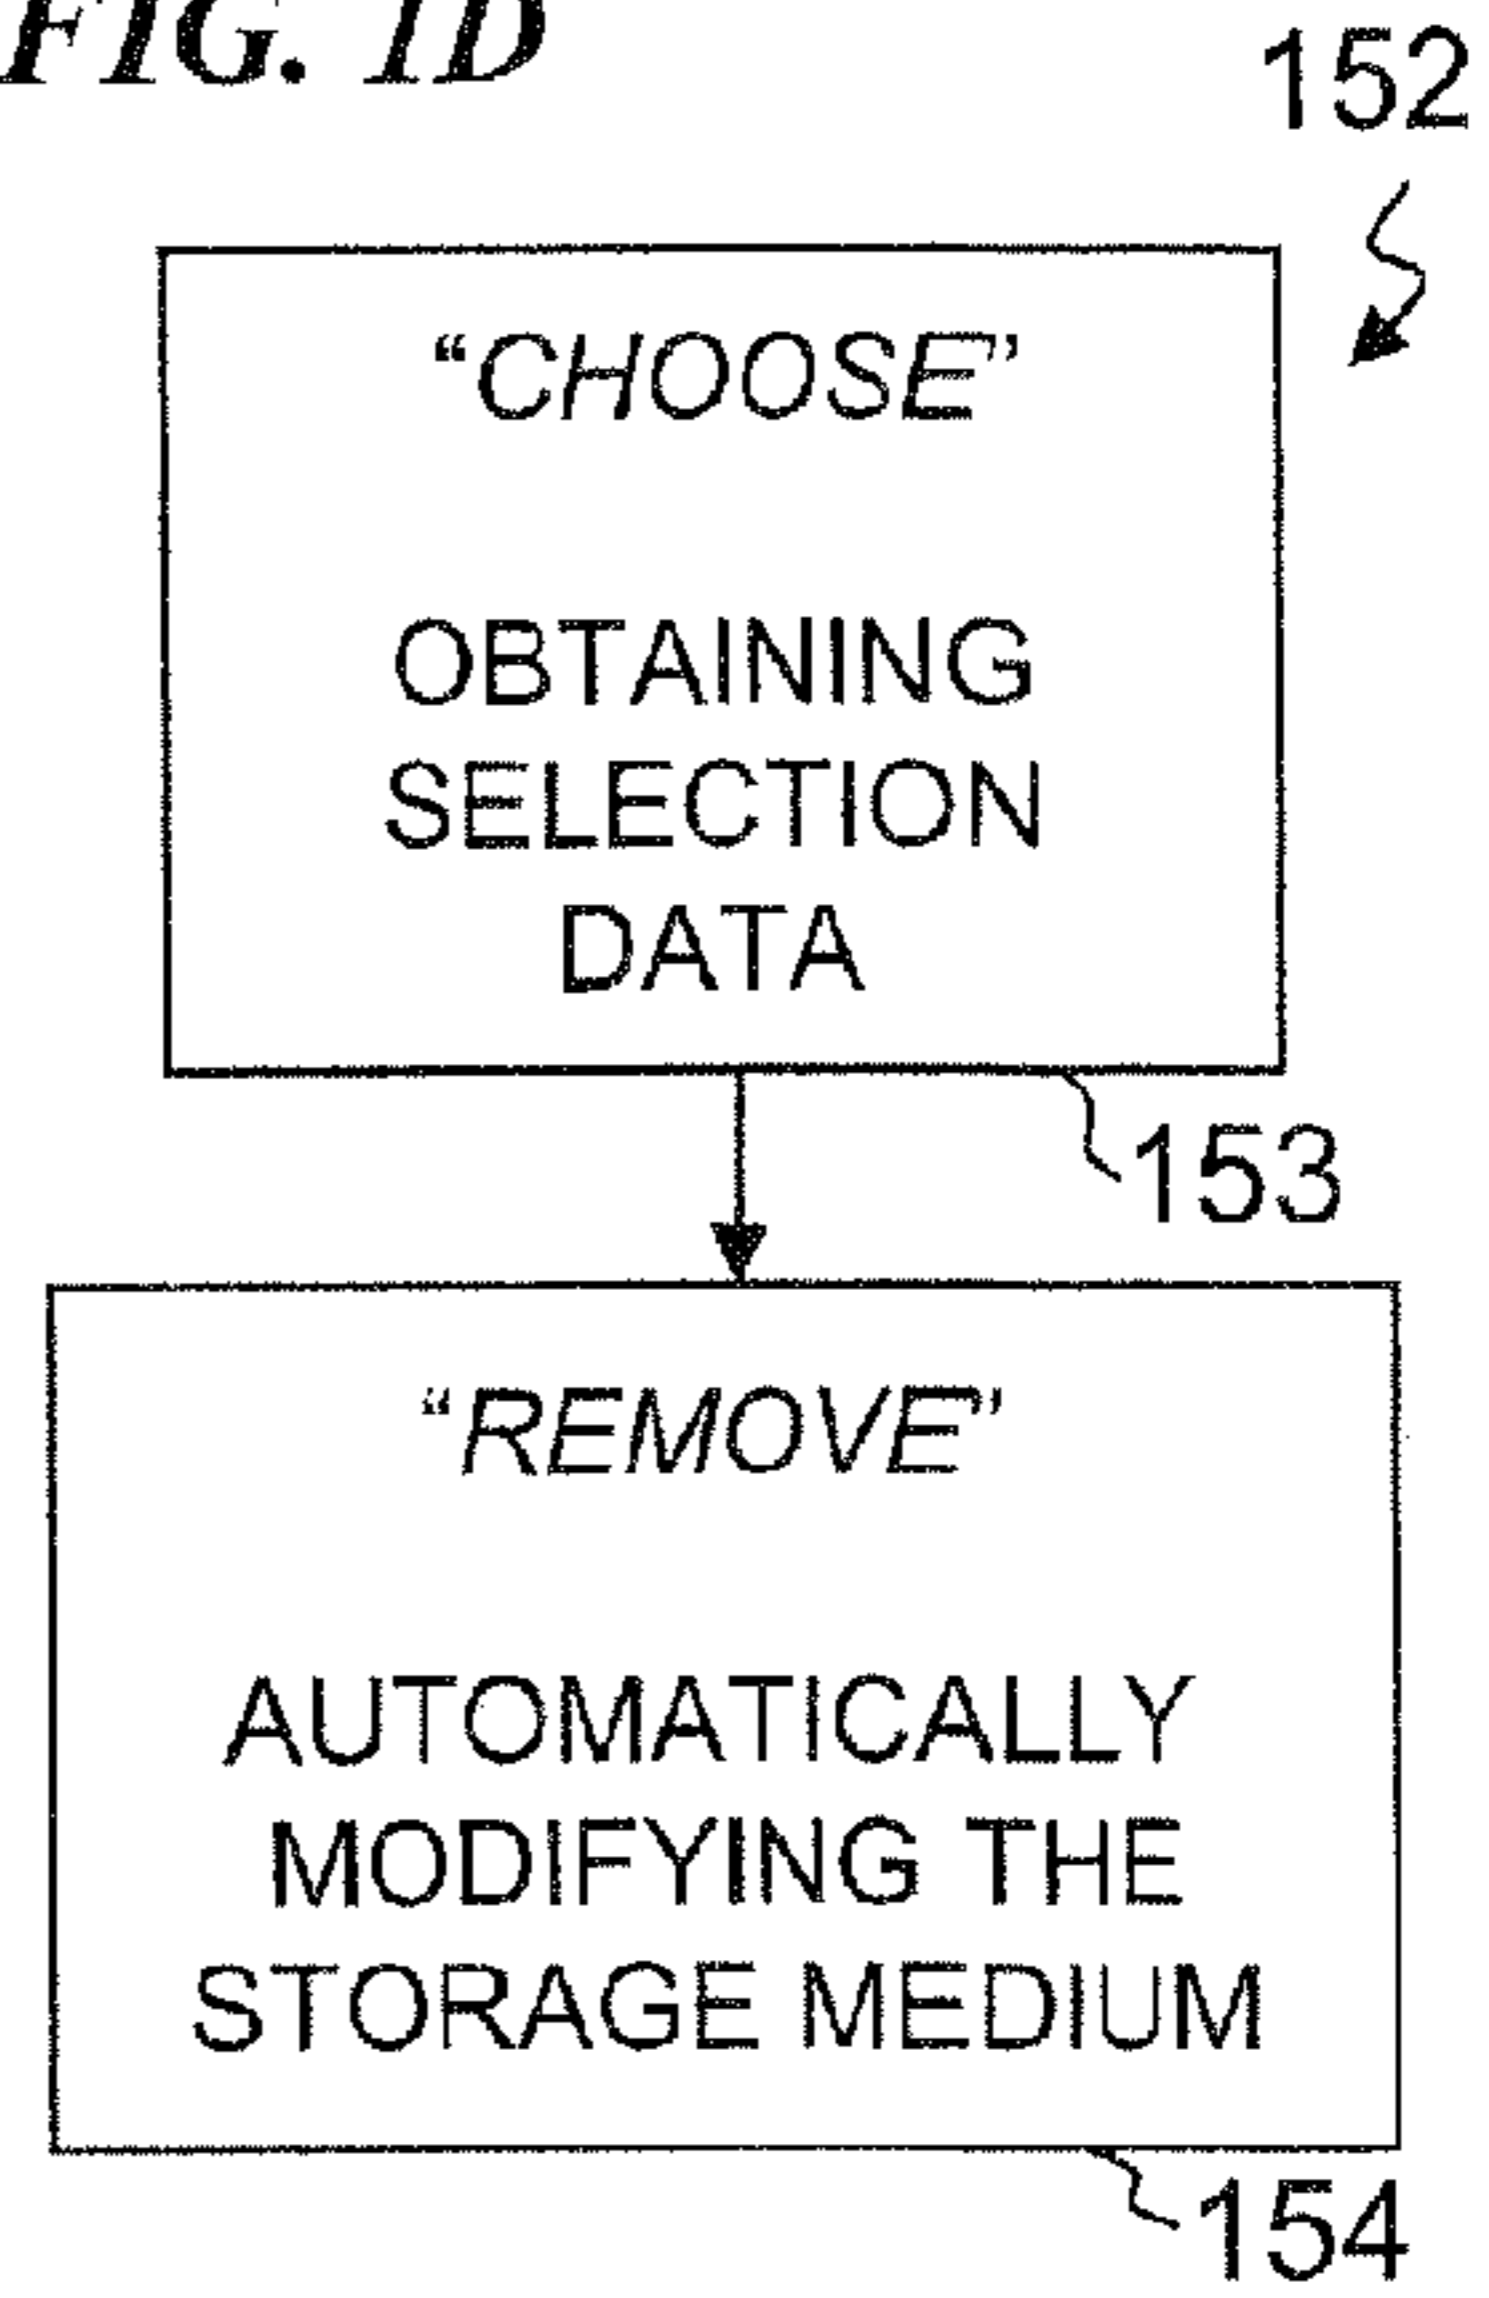 FIG. 1D
152
“CHOOSE”
OBTAINING
SELECTION
DATA
153
“REMOVE”
AUTOMATICALLY
MODIFYING THE
STORAGE MEDIUM
154